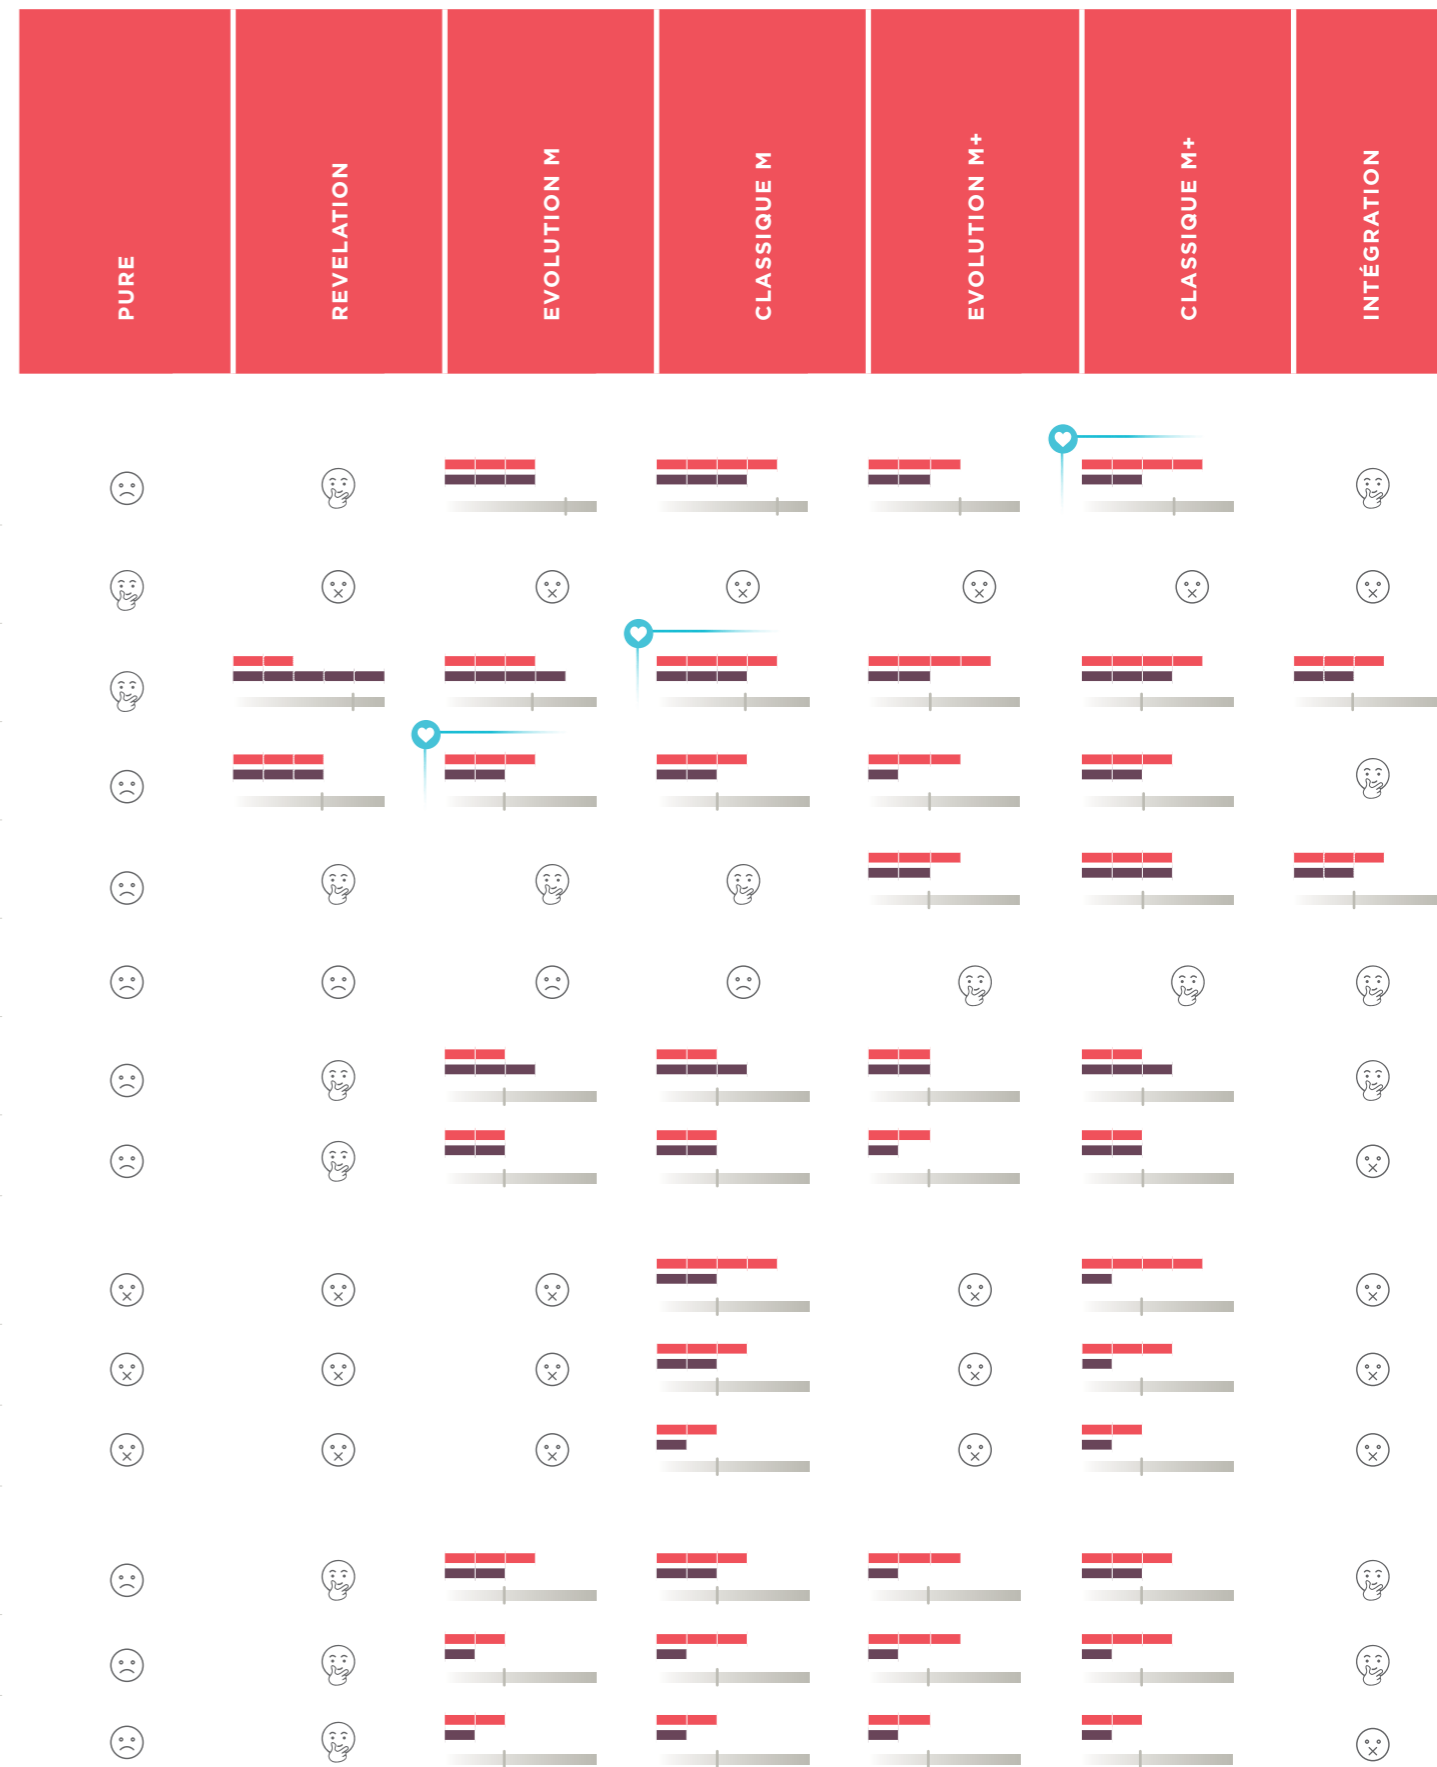 PURE
REVELATION
EVOLUTION M
CLASSIQUE M
EVOLUTION M+
CLASSIQUE M+
INTÉGRATION